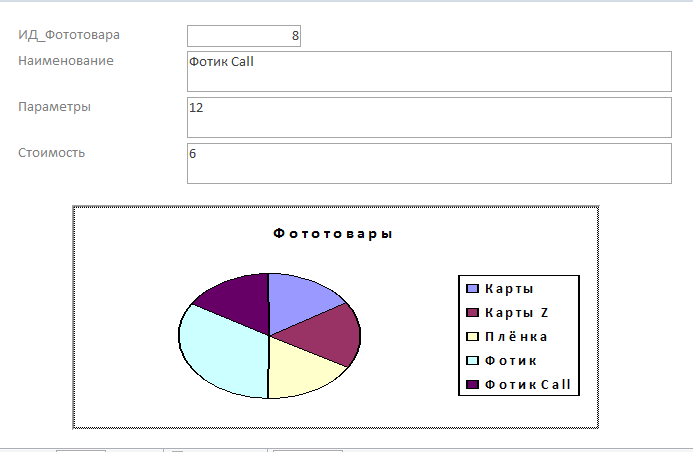 ИД_Фототовара 8
Наименование Фотик Call
Параметры 12
Стоимость 6
Фототовары
Карты
Карты Z
Плёнка
Фотик
Фотик Call